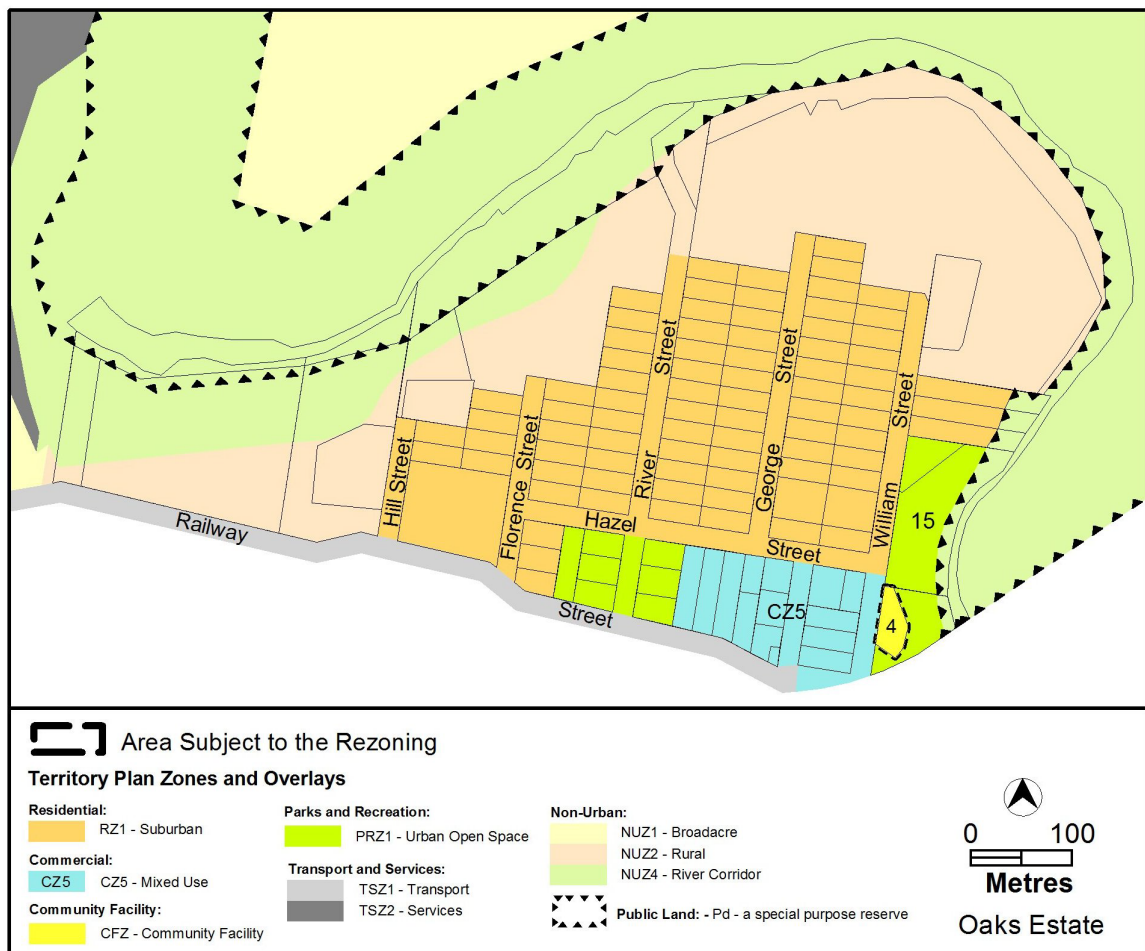 Street
Street
Street
Florence Street
Hill Street
River
George
William
15
Hazel
Street
Railway
Street
CZ5
4
Area Subject to the Rezoning
Territory Plan Zones and Overlays
Residential:
RZ1 - Suburban
Commercial:
CZ5 CZ5 - Mixed Use
Community Facility:
CFZ - Community Facility
Parks and Recreation:
PRZ1 - Urban Open Space
Transport and Services:
TSZ1 - Transport
TSZ2 - Services
Non-Urban:
NUZ1 - Broadacre
NUZ2 - Rural
NUZ4 - River Corridor
Public Land: - Pd - a special purpose reserve
0 100
Metres
Oaks Estate